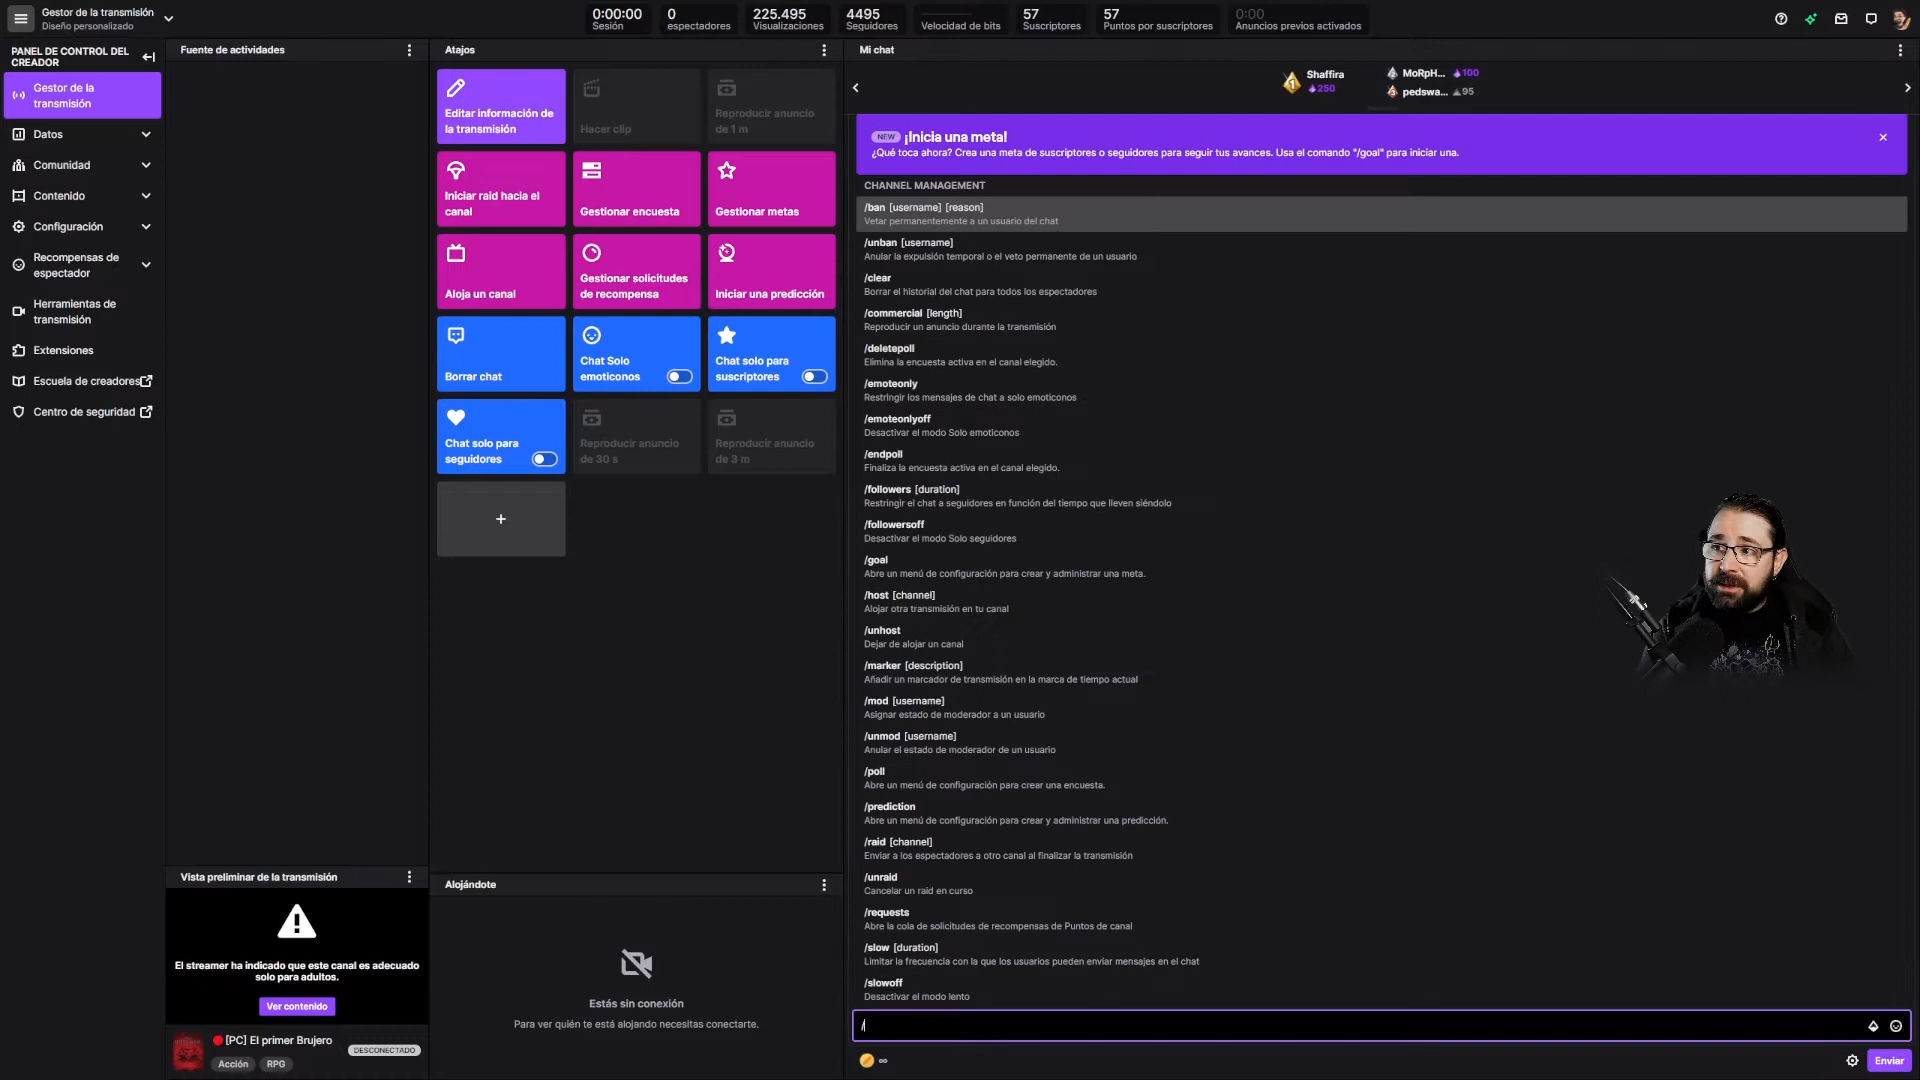 Gestor de la transmisión
Diseño personalizado
0:00:00
Sesión
0
espectadores
225.495
Visualizaciones
4495
Seguidores
Velocidad de bits
57
Suscriptores
57
Puntos por suscriptores
0:00
Anuncios previos activados
PANEL DE CONTROL DEL
CREADOR
Gestor de la
transmisión
Datos
Comunidad
Contenido
Configuración
Recompensas de
espectador
Herramientas de
transmisión
Extensiones
Escuela de creadores
Centro de seguridad
Fuente de actividades
Vista preliminar de la transmisión
El streamer ha indicado que este canal es adecuado
solo para adultos.
Ver contenido
[PC] El primer Brujero
DESCONECTADO
Acción
RPG
Atajos
Editar información de
la transmisión
Hacer clip
Reproducir anuncio
de 1 m
Iniciar raid hacia el
canal
Gestionar encuesta
Gestionar metas
Aloja un canal
Gestionar solicitudes
de recompensa
Iniciar una predicción
Borrar chat
Chat Solo
emoticonos
Chat solo para
suscriptores
Chat solo para
seguidores
Reproducir anuncio
de 30 s
Reproducir anuncio
de 3 m
+
Alojándote
Estás sin conexión
Para ver quién te está alojando necesitas conectarte.
Mi chat
1
Shaffira
250
MoRpH...
100
pedswa...
95
NEW ¡Inicia una meta!
¿Qué toca ahora? Crea una meta de suscriptores o seguidores para seguir tus avances. Usa el comando "/goal" para iniciar una.
CHANNEL MANAGEMENT
/ban [username] [reason]
Vetar permanentemente a un usuario del chat
/unban [username]
Anular la expulsión temporal o el veto permanente de un usuario
/clear
Borrar el historial del chat para todos los espectadores
/commercial [length]
Reproducir un anuncio durante la transmisión
/deletepoll
Elimina la encuesta activa en el canal elegido.
/emoteonly
Restringir los mensajes de chat a solo emoticonos
/emoteonlyoff
Desactivar el modo Solo emoticonos
/endpoll
Finaliza la encuesta activa en el canal elegido.
/followers [duration]
Restringir el chat a seguidores en función del tiempo que lleven siéndolo
/followersoff
Desactivar el modo Solo seguidores
/goal
Abre un menú de configuración para crear y administrar una meta.
/host [channel]
Alojar otra transmisión en tu canal
/unhost
Dejar de alojar un canal
/marker [description]
Añadir un marcador de transmisión en la marca de tiempo actual
/mod [username]
Asignar estado de moderador a un usuario
/unmod [username]
Anular el estado de moderador de un usuario
/poll
Abre un menú de configuración para crear una encuesta.
/prediction
Abre un menú de configuración para crear y administrar una predicción.
/raid [channel]
Enviar a los espectadores a otro canal al finalizar la transmisión
/unraid
Cancelar un raid en curso
/requests
Abre la cola de solicitudes de recompensas de Puntos de canal
/slow [duration]
Limitar la frecuencia con la que los usuarios pueden enviar mensajes en el chat
/slowoff
Desactivar el modo lento
/
∞
Enviar